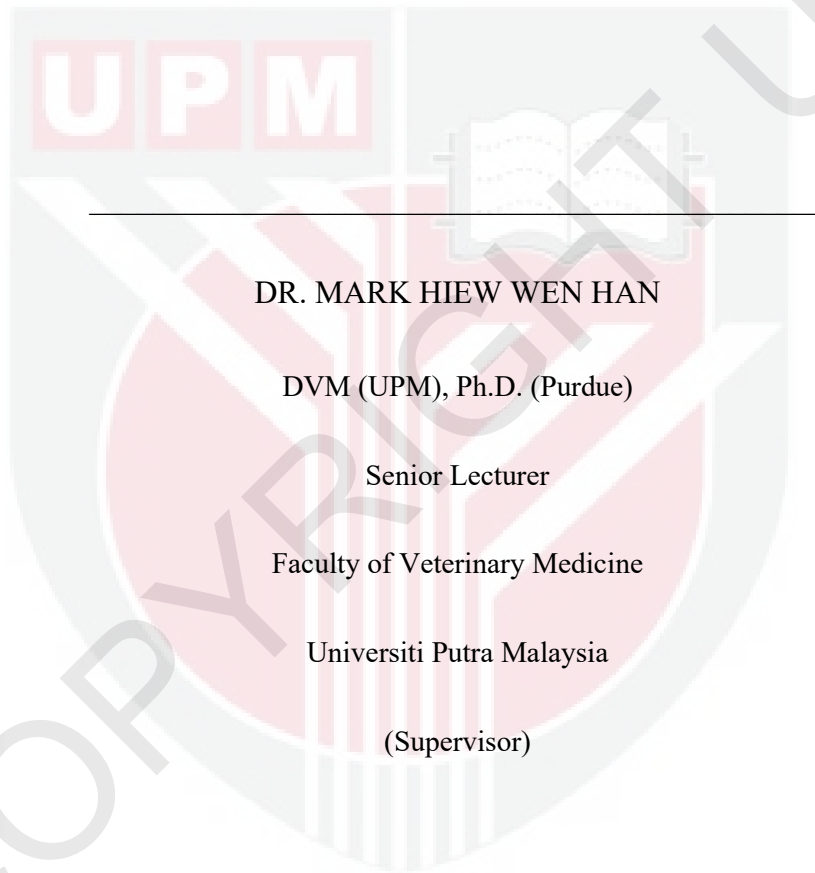 UPM
DR. MARK HIEW WEN HAN
DVM (UPM), Ph.D. (Purdue)
Senior Lecturer
Faculty of Veterinary Medicine
Universiti Putra Malaysia
(Supervisor)
COPYRIGHT U